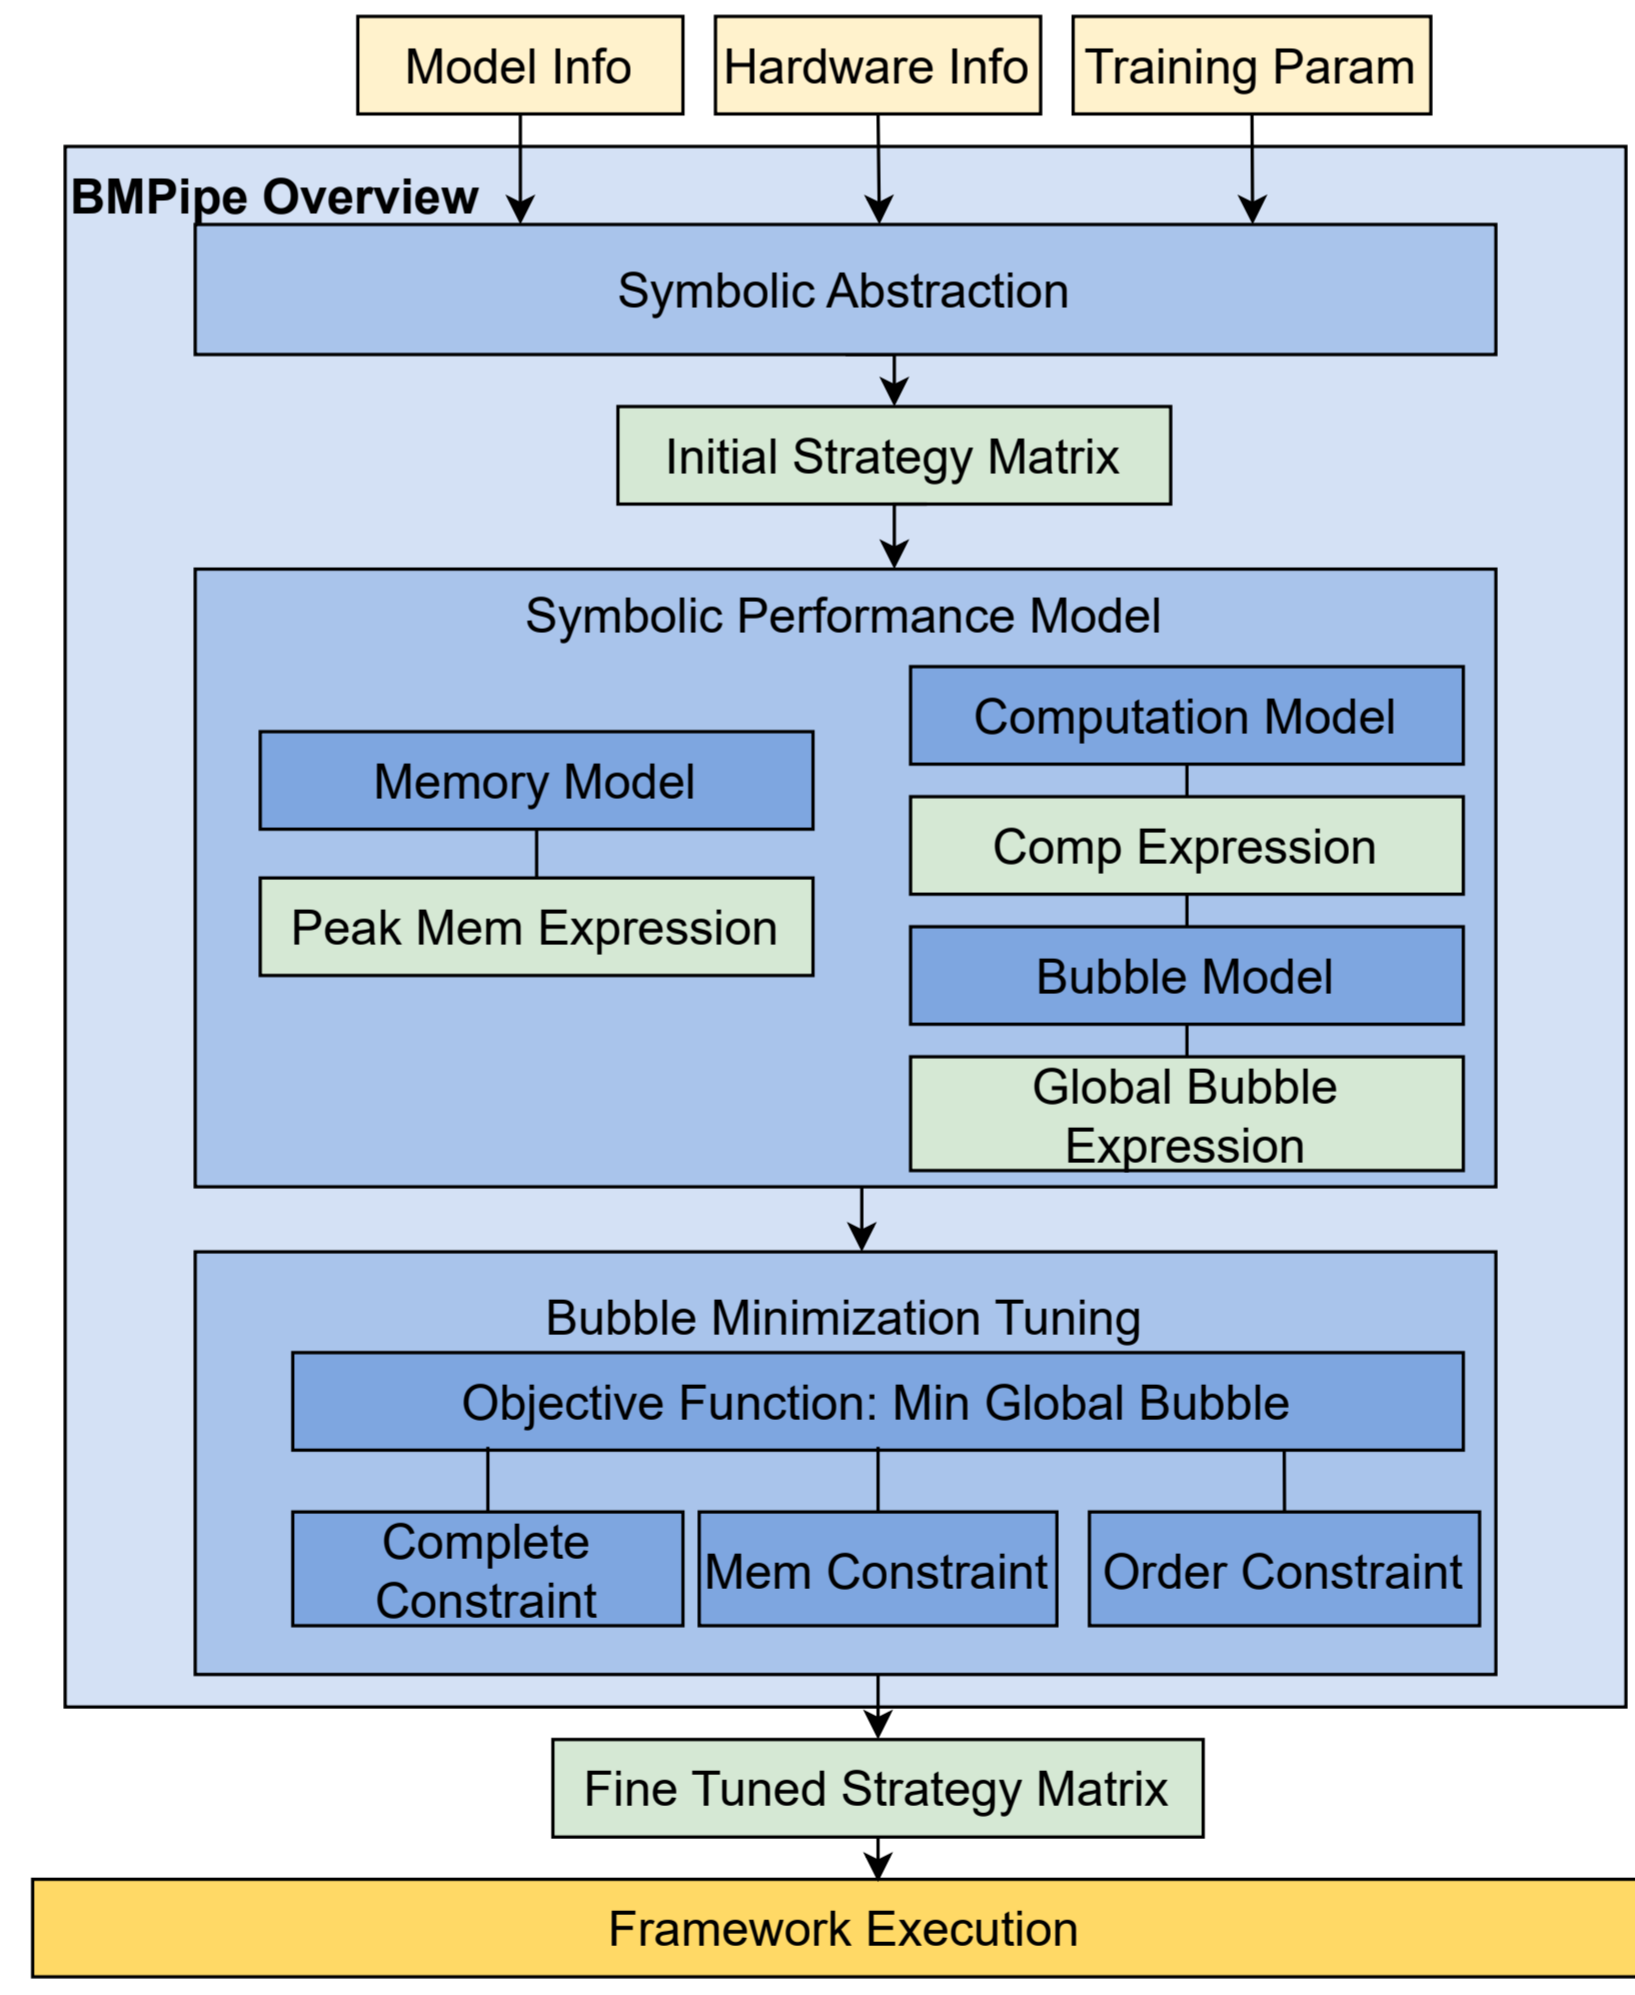 Model Info
Hardware Info
Training Param
BMPipe Overview
Symbolic Abstraction
Initial Strategy Matrix
Symbolic Performance Model
Memory Model
Peak Mem Expression
Computation Model
Comp Expression
Bubble Model
Global Bubble
Expression
Bubble Minimization Tuning
Objective Function: Min Global Bubble
Complete
Constraint
Mem Constraint
Order Constraint
Fine Tuned Strategy Matrix
Framework Execution